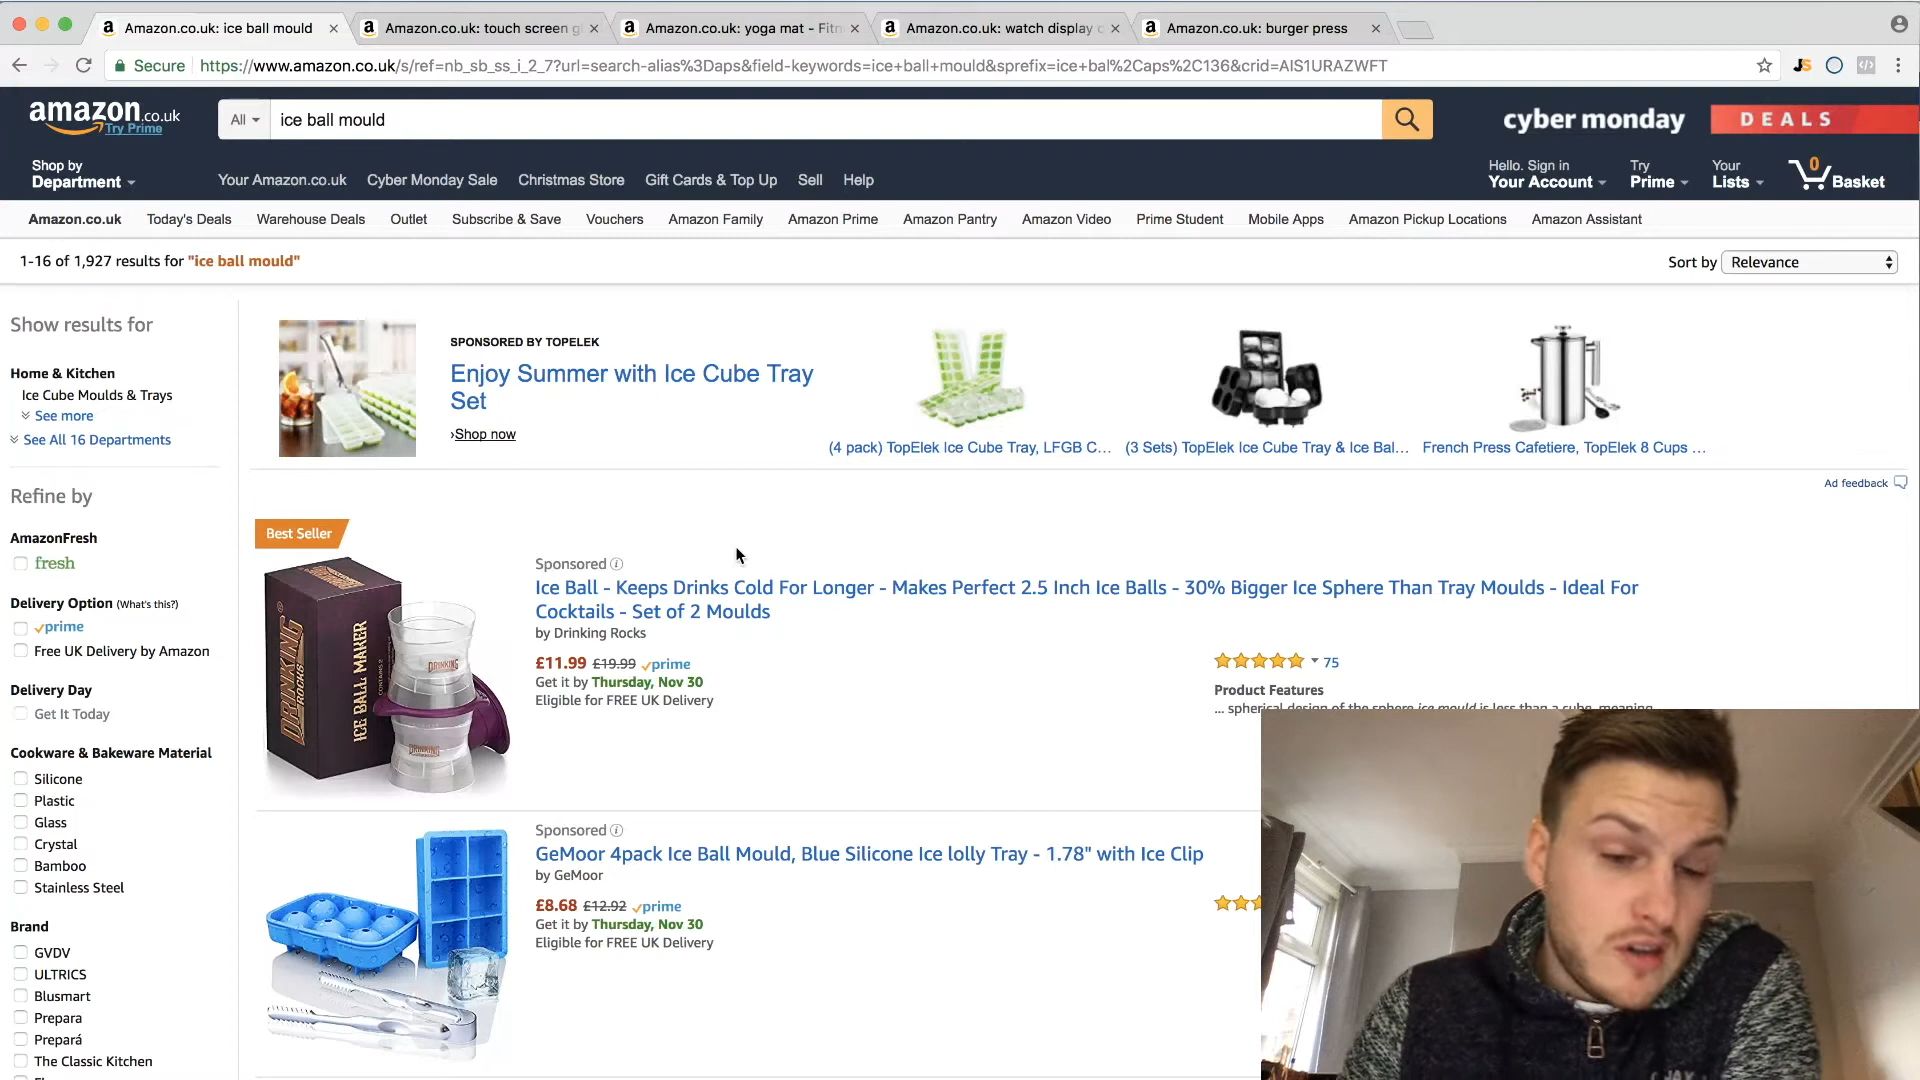 Amazon.co.uk: ice ball mould
Amazon.co.uk: touch screen g
Amazon.co.uk: yoga mat - Fitn
Amazon.co.uk: watch display c
Amazon.co.uk: burger press
Secure https://www.amazon.co.uk/s/ref=nb_sb_ss_i_2_7?url=search-alias%3Daps&field-keywords=ice+ball+mould&sprefix=ice+bal%2Caps%2C136&crid=AIS1URAZWFT
JS
amazon.co.uk
Try Prime
All
ice ball mould
cyber monday
DEALS
Shop by
Department
Your Amazon.co.uk Cyber Monday Sale Christmas Store Gift Cards & Top Up Sell Help
Hello. Sign in
Your Account
Try
Prime
Your
Lists
0
Basket
Amazon.co.uk Today's Deals Warehouse Deals Outlet Subscribe & Save Vouchers Amazon Family Amazon Prime Amazon Pantry Amazon Video Prime Student Mobile Apps Amazon Pickup Locations Amazon Assistant
1-16 of 1,927 results for "ice ball mould"
Sort by Relevance
Show results for
Home & Kitchen
Ice Cube Moulds & Trays
See more
See All 16 Departments
Refine by
AmazonFresh
fresh
Delivery Option (What's this?)
prime
Free UK Delivery by Amazon
Delivery Day
Get It Today
Cookware & Bakeware Material
Silicone
Plastic
Glass
Crystal
Bamboo
Stainless Steel
Brand
GVDV
ULTRICS
Blusmart
Prepara
Prepará
The Classic Kitchen
SPONSORED BY TOPELEK
Enjoy Summer with Ice Cube Tray
Set
›Shop now
(4 pack) TopElek Ice Cube Tray, LFGB C...
(3 Sets) TopElek Ice Cube Tray & Ice Bal...
French Press Cafetiere, TopElek 8 Cups ...
Ad feedback
Best Seller
DRINKING
ROCKS
ICE BALL MAKER
DRINKING
DRINKING
Sponsored
Ice Ball - Keeps Drinks Cold For Longer - Makes Perfect 2.5 Inch Ice Balls - 30% Bigger Ice Sphere Than Tray Moulds - Ideal For
Cocktails - Set of 2 Moulds
by Drinking Rocks
£11.99 £19.99 prime
Get it by Thursday, Nov 30
Eligible for FREE UK Delivery
75
Product Features
... spherical design of the sphere ice mould is less than a cube, meaning
Sponsored
GeMoor 4pack Ice Ball Mould, Blue Silicone Ice lolly Tray - 1.78" with Ice Clip
by GeMoor
£8.68 £12.92 prime
Get it by Thursday, Nov 30
Eligible for FREE UK Delivery